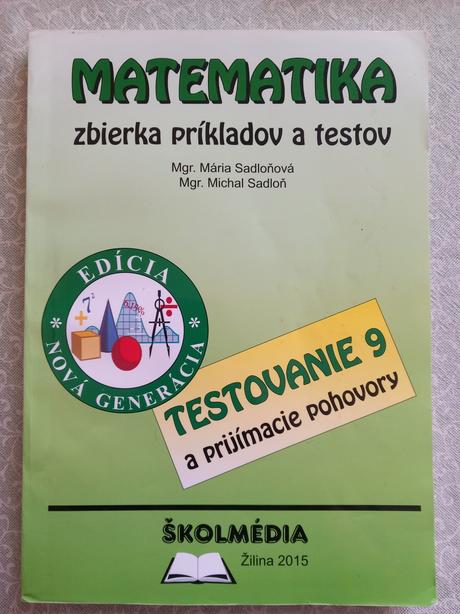 MATEMATIKA
zbierka príkladov a testov
Mgr. Mária Sadloňová
Mgr. Michal Sadloň
EDÍCIA
* NOVÁ GENERÁCIA *
TESTOVANIE 9
a prijímacie pohovory
ŠKOLMÉDIA
Žilina 2015